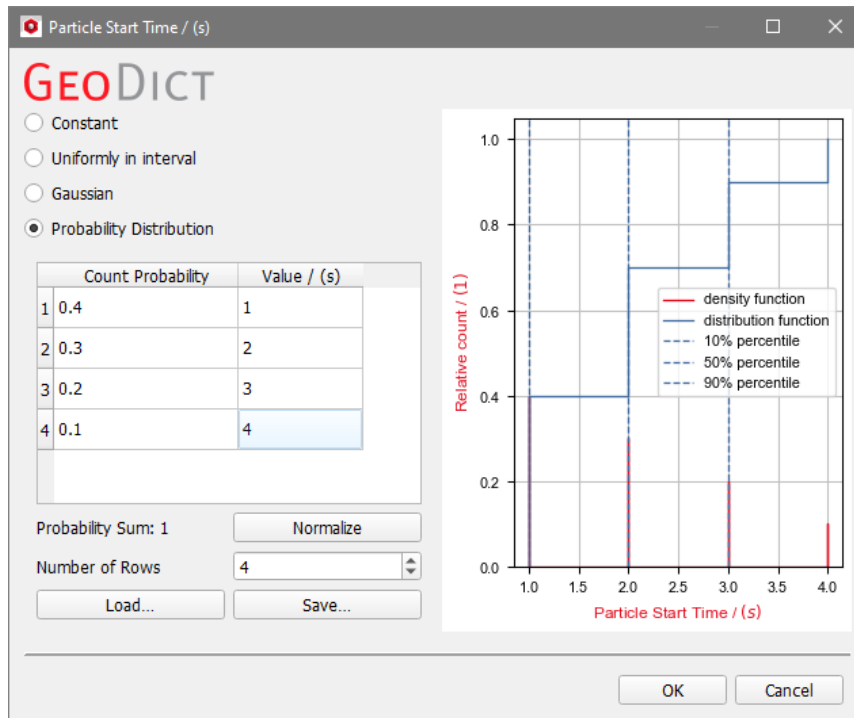 Particle Start Time / (s)
GEODICT
Constant
Uniformly in interval
Gaussian
Probability Distribution
Count Probability Value / (s)
1 0.4 1
2 0.3 2
3 0.2 3
4 0.1 4
Probability Sum: 1 Normalize
Number of Rows 4
Load... Save...
Relative count / (1)
1.0
0.8
0.6
0.4
0.2
0.0
density function
distribution function
10% percentile
50% percentile
90% percentile
1.0 1.5 2.0 2.5 3.0 3.5 4.0
Particle Start Time / (s)
OK Cancel